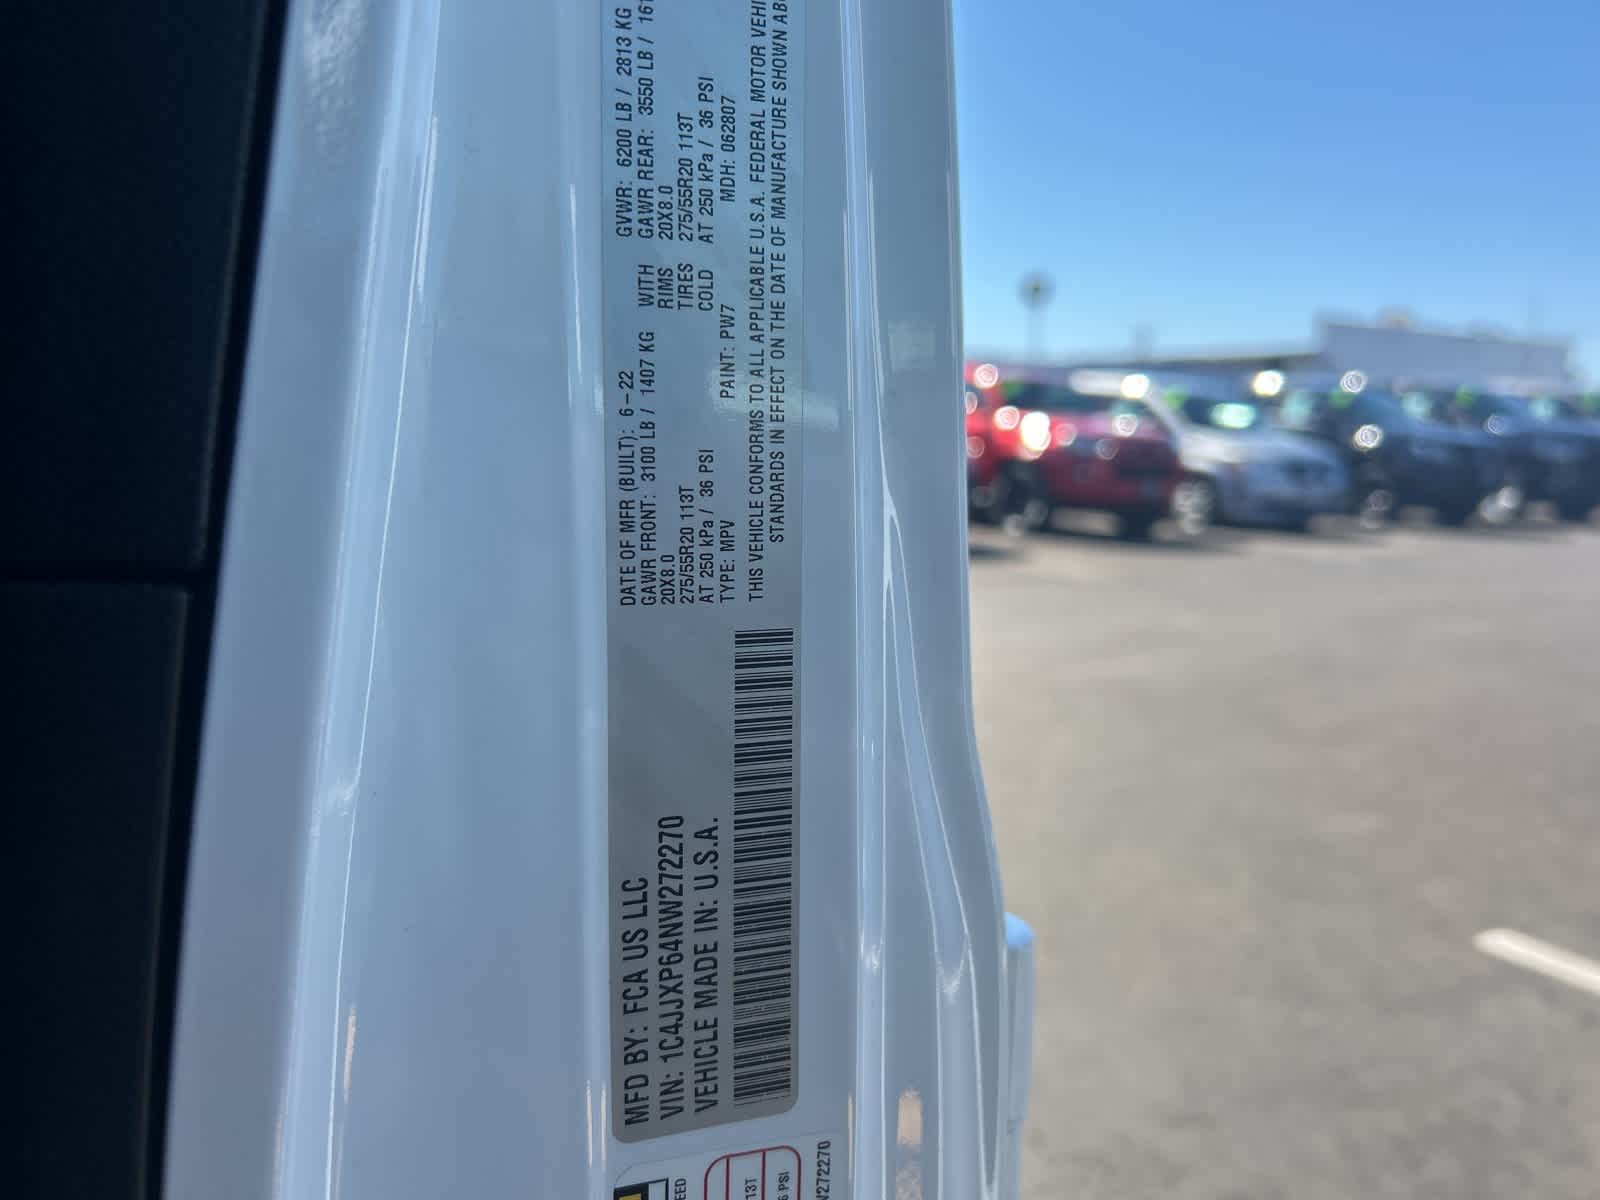 MFD BY: FCA US LLC
VIN: 1C4JJXP64NW272270
VEHICLE MADE IN: U.S.A.
DATE OF MFR (BUILT): 6-22
GVWR: 6200 LB / 2813 KG
GAWR FRONT: 3100 LB / 1407 KG WITH
GAWR REAR: 3550 LB /
20X8.0 RIMS 20X8.0
275/55R20 113T TIRES 275/55R20 113T
AT 250 kPa / 36 PSI COLD AT 250 kPa / 36 PSI
TYPE: MPV PAINT: PW7 MDH: 062807
THIS VEHICLE CONFORMS TO ALL APPLICABLE U.S.A. FEDERAL MOTOR
STANDARDS IN EFFECT ON THE DATE OF MANUFACTURE SHOWN
PSI